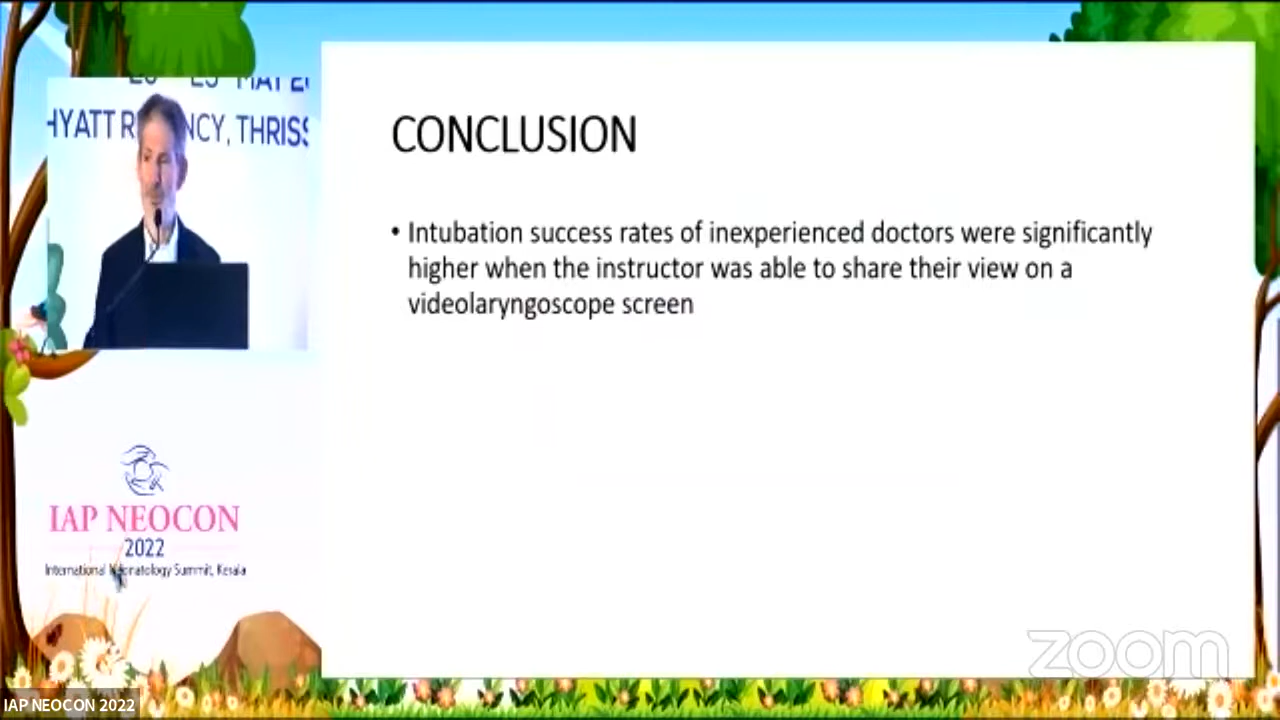 HYATT R NCY, THRISS
CONCLUSION
• Intubation success rates of inexperienced doctors were significantly
higher when the instructor was able to share their view on a
videolaryngoscope screen
IAP NEOCON
2022
International Neonatology Summit, Kerala
zoom
IAP NEOCON 2022